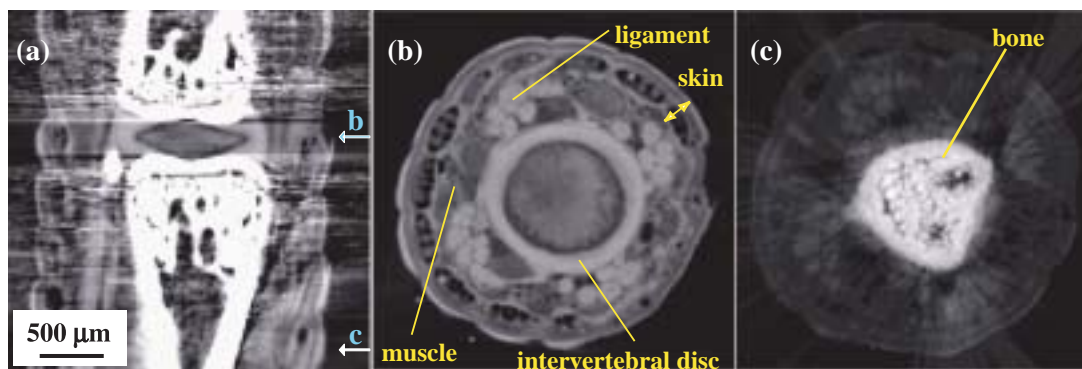 (a)
b
500 μm
c
(b)
ligament
skin
muscle
intervertebral disc
(c)
bone